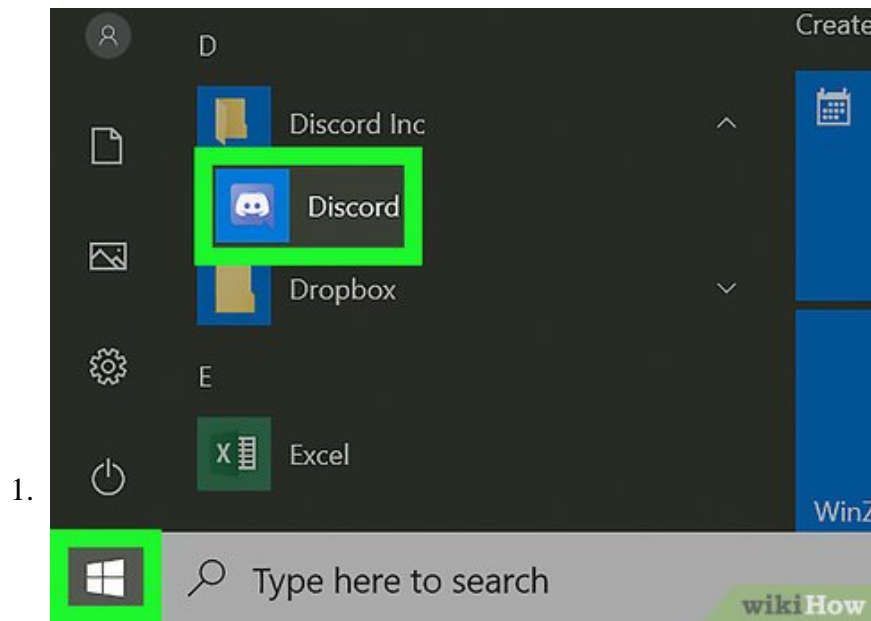 Create
D
Discord Inc
Discord
Dropbox
E
Excel
1.
WinZ
Type here to search
wikiHow